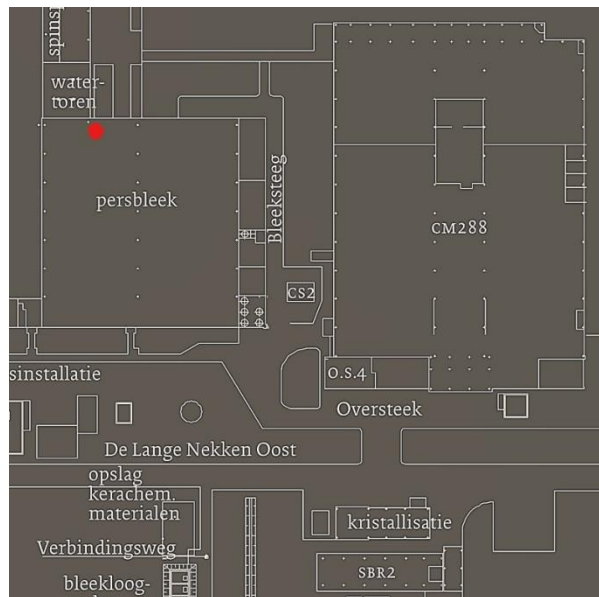 water-
toren
persbleek
Bleeksteeg
CM288
CS2
sinstallatie
O.S.4
Oversteek
De Lange Nekken Oost
opslag
kerachem.
materialen
kristallisatie
Verbindingsweg
SBR2
bleekloog-